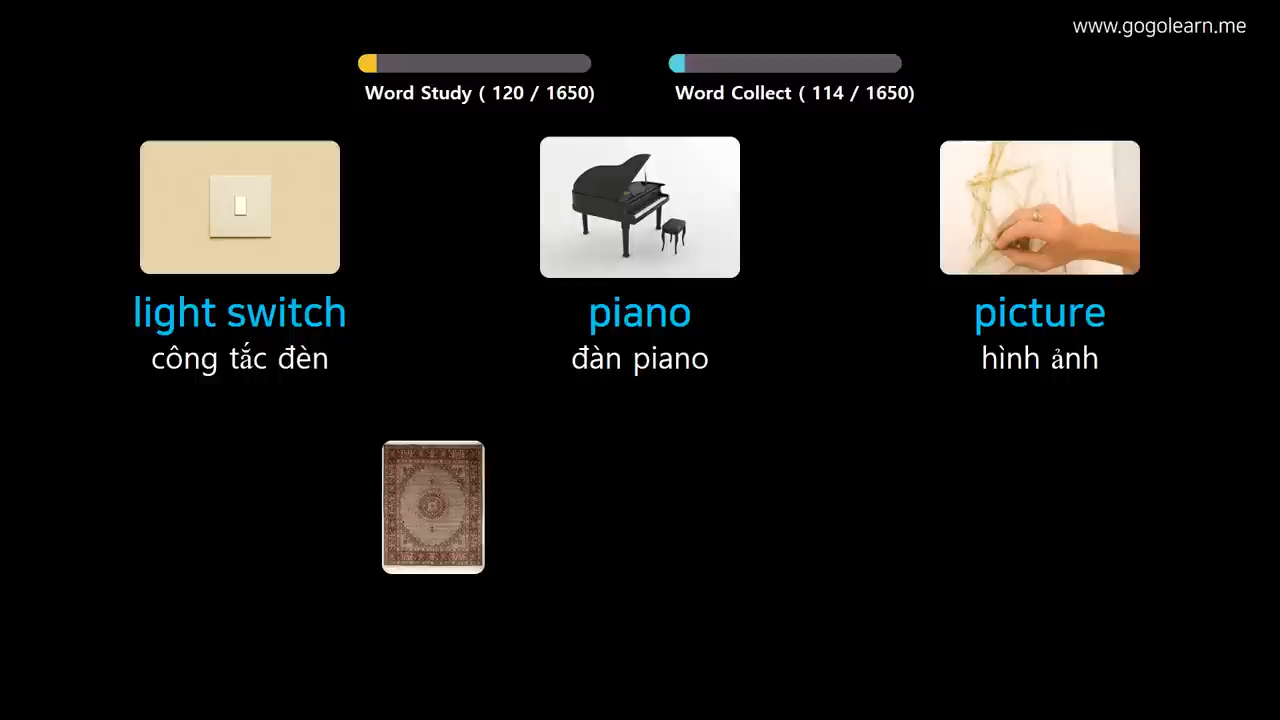 www.gogolearn.me
Word Study ( 120 / 1650)
Word Collect ( 114 / 1650)
light switch
công tắc đèn
piano
đàn piano
picture
hình ảnh